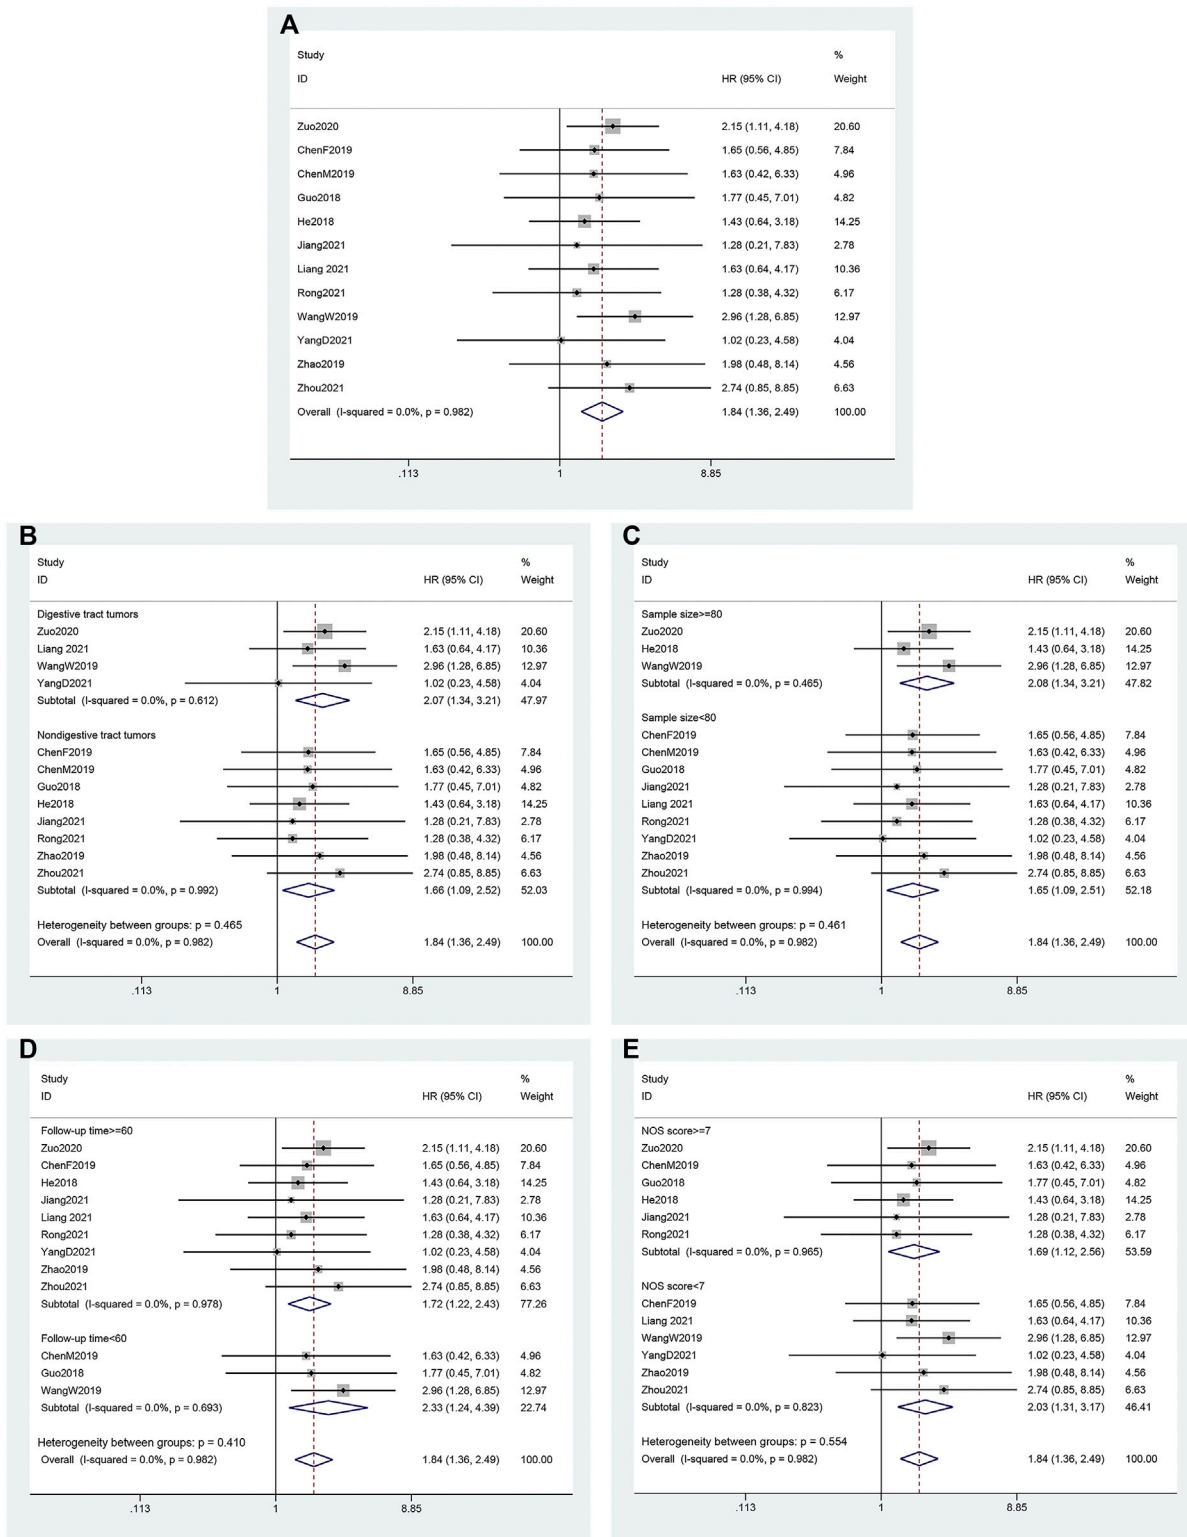 A
Study %
ID HR (95% CI) Weight
Zuo2020 2.15 (1.11, 4.18) 20.60
ChenF2019 1.65 (0.56, 4.85) 7.84
ChenM2019 1.63 (0.42, 6.33) 4.96
Guo2018 1.77 (0.45, 7.01) 4.82
He2018 1.43 (0.64, 3.18) 14.25
Jiang2021 1.28 (0.21, 7.83) 2.78
Liang 2021 1.63 (0.64, 4.17) 10.36
Rong2021 1.28 (0.38, 4.32) 6.17
WangW2019 2.96 (1.28, 6.85) 12.97
YangD2021 1.02 (0.23, 4.58) 4.04
Zhao2019 1.98 (0.48, 8.14) 4.56
Zhou2021 2.74 (0.85, 8.85) 6.63
Overall (I-squared = 0.0%, p = 0.982) 1.84 (1.36, 2.49) 100.00
.113 1 8.85
B
Study %
ID HR (95% CI) Weight
Digestive tract tumors
Zuo2020 2.15 (1.11, 4.18) 20.60
Liang 2021 1.63 (0.64, 4.17) 10.36
WangW2019 2.96 (1.28, 6.85) 12.97
YangD2021 1.02 (0.23, 4.58) 4.04
Subtotal (I-squared = 0.0%, p = 0.612) 2.07 (1.34, 3.21) 47.97
Nondigestive tract tumors
ChenF2019 1.65 (0.56, 4.85) 7.84
ChenM2019 1.63 (0.42, 6.33) 4.96
Guo2018 1.77 (0.45, 7.01) 4.82
He2018 1.43 (0.64, 3.18) 14.25
Jiang2021 1.28 (0.21, 7.83) 2.78
Rong2021 1.28 (0.38, 4.32) 6.17
Zhao2019 1.98 (0.48, 8.14) 4.56
Zhou2021 2.74 (0.85, 8.85) 6.63
Subtotal (I-squared = 0.0%, p = 0.992) 1.66 (1.09, 2.52) 52.03
Heterogeneity between groups: p = 0.465
Overall (I-squared = 0.0%, p = 0.982) 1.84 (1.36, 2.49) 100.00
.113 1 8.85
C
Study %
ID HR (95% CI) Weight
Sample size>=80
Zuo2020 2.15 (1.11, 4.18) 20.60
He2018 1.43 (0.64, 3.18) 14.25
WangW2019 2.96 (1.28, 6.85) 12.97
Subtotal (I-squared = 0.0%, p = 0.465) 2.08 (1.34, 3.21) 47.82
Sample size<80
ChenF2019 1.65 (0.56, 4.85) 7.84
ChenM2019 1.63 (0.42, 6.33) 4.96
Guo2018 1.77 (0.45, 7.01) 4.82
Jiang2021 1.28 (0.21, 7.83) 2.78
Liang 2021 1.63 (0.64, 4.17) 10.36
Rong2021 1.28 (0.38, 4.32) 6.17
YangD2021 1.02 (0.23, 4.58) 4.04
Zhao2019 1.98 (0.48, 8.14) 4.56
Zhou2021 2.74 (0.85, 8.85) 6.63
Subtotal (I-squared = 0.0%, p = 0.994) 1.65 (1.09, 2.51) 52.18
Heterogeneity between groups: p = 0.461
Overall (I-squared = 0.0%, p = 0.982) 1.84 (1.36, 2.49) 100.00
.113 1 8.85
D
Study %
ID HR (95% CI) Weight
Follow-up time>=60
Zuo2020 2.15 (1.11, 4.18) 20.60
ChenF2019 1.65 (0.56, 4.85) 7.84
He2018 1.43 (0.64, 3.18) 14.25
Jiang2021 1.28 (0.21, 7.83) 2.78
Liang 2021 1.63 (0.64, 4.17) 10.36
Rong2021 1.28 (0.38, 4.32) 6.17
YangD2021 1.02 (0.23, 4.58) 4.04
Zhao2019 1.98 (0.48, 8.14) 4.56
Zhou2021 2.74 (0.85, 8.85) 6.63
Subtotal (I-squared = 0.0%, p = 0.978) 1.72 (1.22, 2.43) 77.26
Follow-up time<60
ChenM2019 1.63 (0.42, 6.33) 4.96
Guo2018 1.77 (0.45, 7.01) 4.82
WangW2019 2.96 (1.28, 6.85) 12.97
Subtotal (I-squared = 0.0%, p = 0.693) 2.33 (1.24, 4.39) 22.74
Heterogeneity between groups: p = 0.410
Overall (I-squared = 0.0%, p = 0.982) 1.84 (1.36, 2.49) 100.00
.113 1 8.85
E
Study %
ID HR (95% CI) Weight
NOS score>=7
Zuo2020 2.15 (1.11, 4.18) 20.60
ChenM2019 1.63 (0.42, 6.33) 4.96
Guo2018 1.77 (0.45, 7.01) 4.82
He2018 1.43 (0.64, 3.18) 14.25
Jiang2021 1.28 (0.21, 7.83) 2.78
Rong2021 1.28 (0.38, 4.32) 6.17
Subtotal (I-squared = 0.0%, p = 0.965) 1.69 (1.12, 2.56) 53.59
NOS score<7
ChenF2019 1.65 (0.56, 4.85) 7.84
Liang 2021 1.63 (0.64, 4.17) 10.36
WangW2019 2.96 (1.28, 6.85) 12.97
YangD2021 1.02 (0.23, 4.58) 4.04
Zhao2019 1.98 (0.48, 8.14) 4.56
Zhou2021 2.74 (0.85, 8.85) 6.63
Subtotal (I-squared = 0.0%, p = 0.823) 2.03 (1.31, 3.17) 46.41
Heterogeneity between groups: p = 0.554
Overall (I-squared = 0.0%, p = 0.982) 1.84 (1.36, 2.49) 100.00
.113 1 8.85